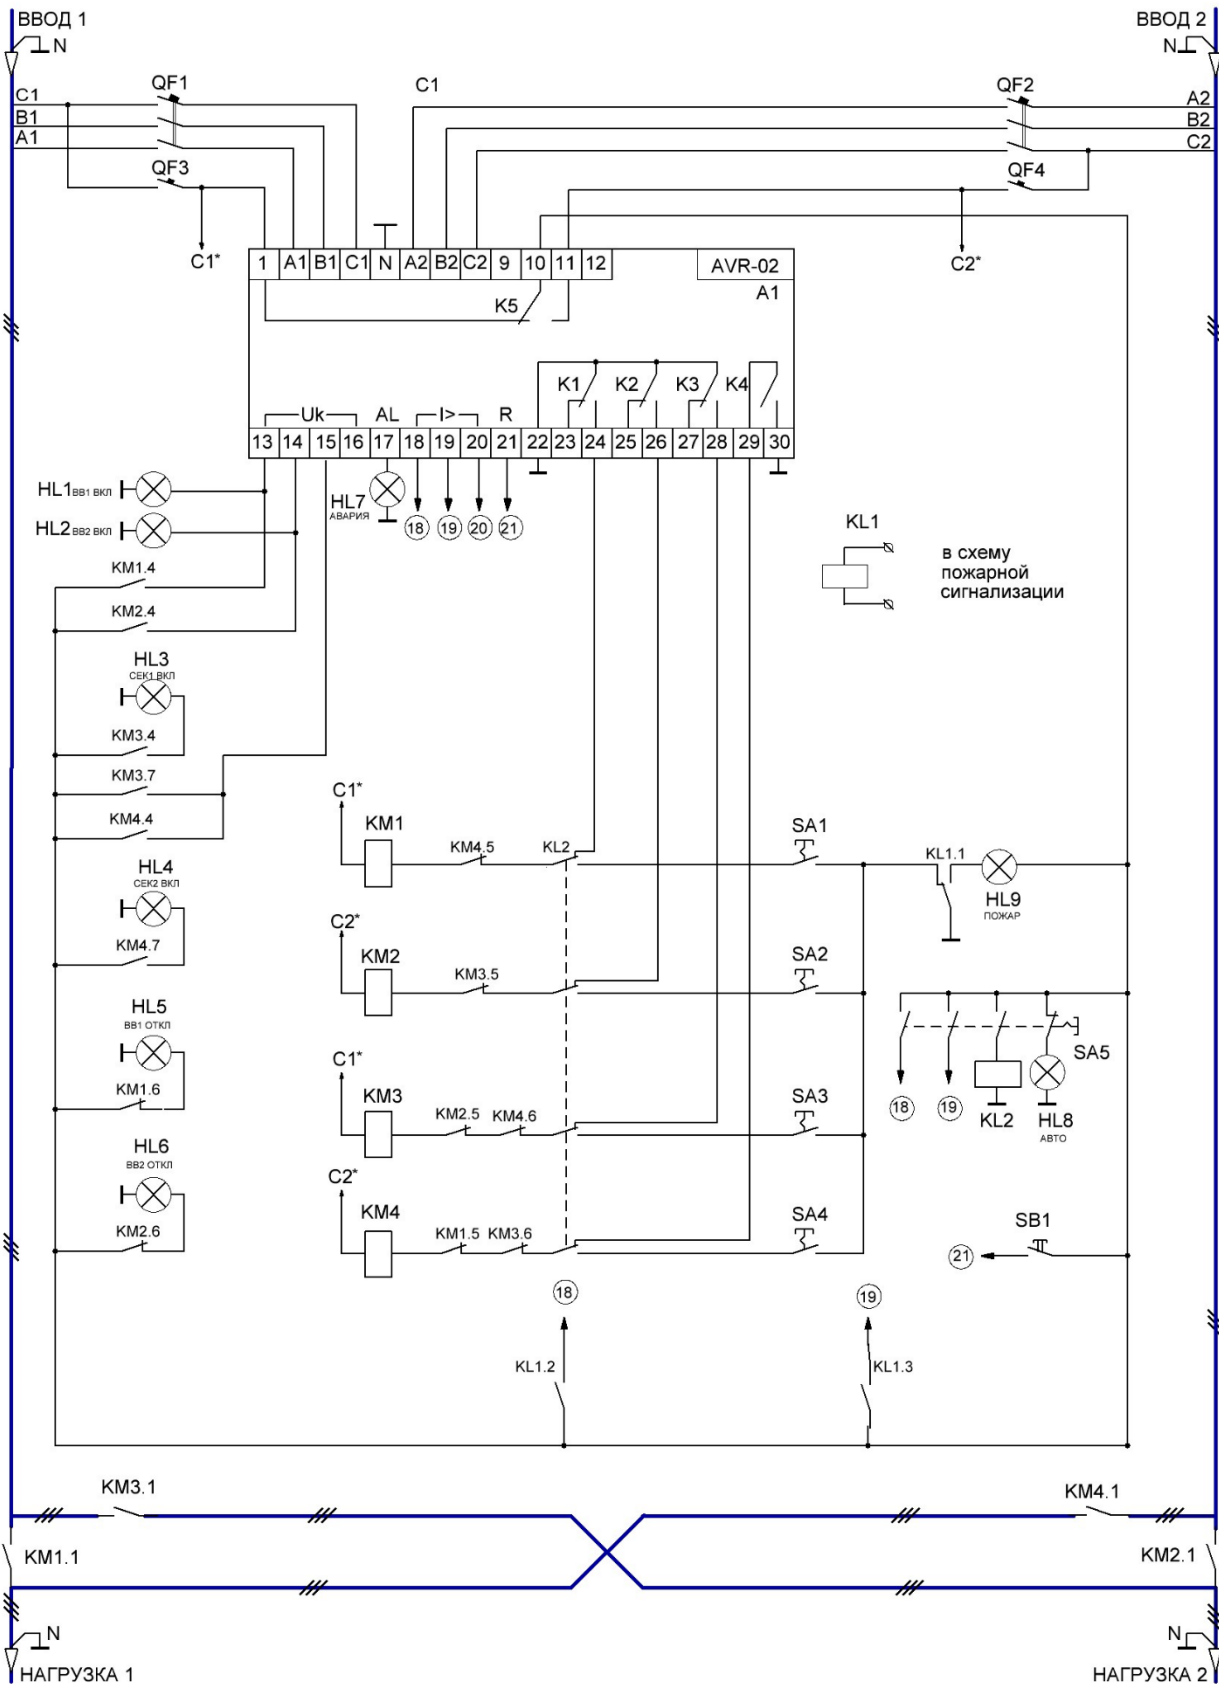 ВВОД 1
N
ВВОД 2
N
QF1
C1
QF2
C1
B1
A1
A2
B2
C2
QF3
QF4
C1*
C2*
1 A1 B1 C1 N A2 B2 C2 9 10 11 12
AVR-02
A1
K5
K1 K2 K3 K4
Uk AL I> R
13 14 15 16 17 18 19 20 21 22 23 24 25 26 27 28 29 30
HL1 ВВ1 ВКЛ
HL7
АВАРИЯ
HL2 ВВ2 ВКЛ
18 19 20 21
KL1
в схему
пожарной
сигнализации
KM1.4
KM2.4
HL3
СЕК1 ВКЛ
KM3.4
KM3.7
KM4.4
C1*
KM1
KM4.5
KL2
SA1
KL1.1
HL9
ПОЖАР
HL4
СЕК2 ВКЛ
KM4.7
C2*
KM2
KM3.5
SA2
HL5
ВВ1 ОТКЛ
KM1.6
C1*
KM3
KM2.5
KM4.6
SA3
SA5
18
19
KL2
HL8
АВТО
HL6
ВВ2 ОТКЛ
KM2.6
C2*
KM4
KM1.5
KM3.6
SA4
SB1
21
18
19
KL1.2
KL1.3
KM3.1
KM4.1
KM1.1
KM2.1
N
НАГРУЗКА 1
N
НАГРУЗКА 2